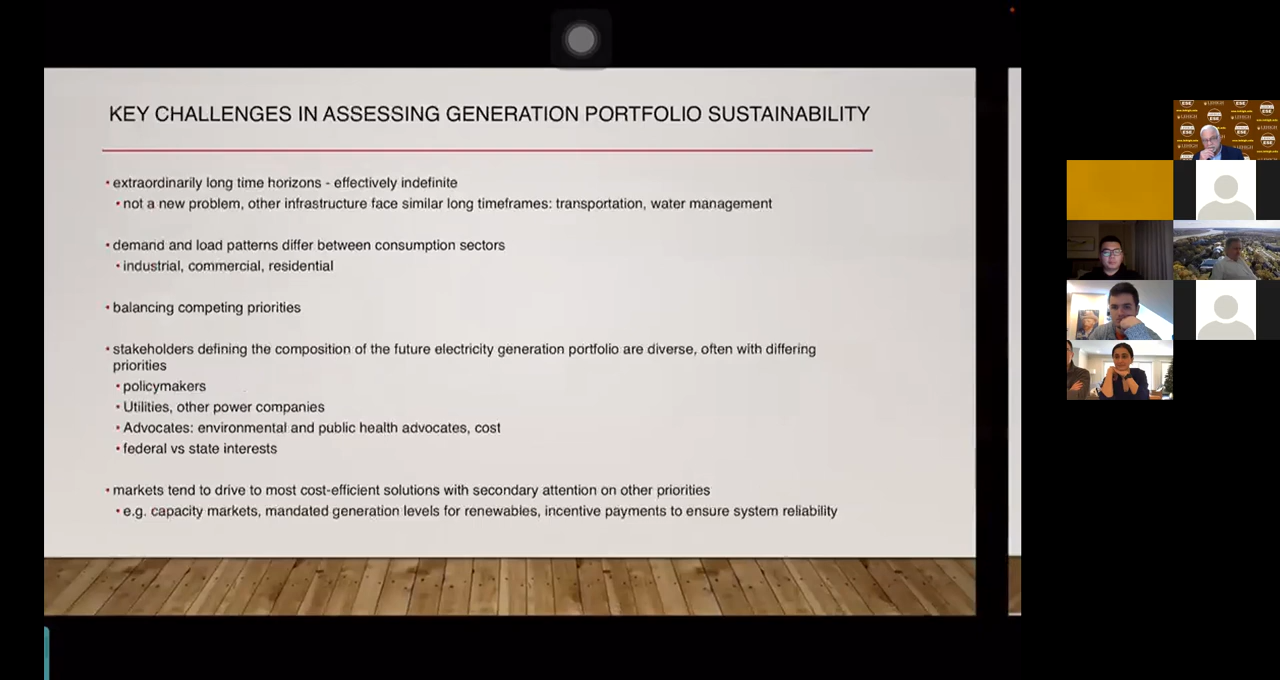 KEY CHALLENGES IN ASSESSING GENERATION PORTFOLIO SUSTAINABILITY
• extraordinarily long time horizons - effectively indefinite
• not a new problem, other infrastructure face similar long timeframes: transportation, water management
• demand and load patterns differ between consumption sectors
• industrial, commercial, residential
• balancing competing priorities
• stakeholders defining the composition of the future electricity generation portfolio are diverse, often with differing
priorities
• policymakers
• Utilities, other power companies
• Advocates: environmental and public health advocates, cost
• federal vs state interests
• markets tend to drive to most cost-efficient solutions with secondary attention on other priorities
• e.g. capacity markets, mandated generation levels for renewables, incentive payments to ensure system reliability
ESE
LEHIGH